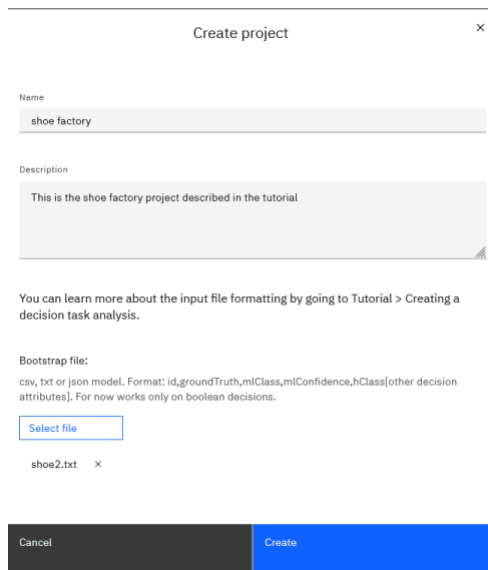 Create project
Name
shoe factory
Description
This is the shoe factory project described in the tutorial
You can learn more about the input file formatting by going to Tutorial > Creating a
decision task analysis.
Bootstrap file:
csv, txt or json model. Format: id,groundTruth,mlClass,mlConfidence,hClass[other decision
attributes]. For now works only on boolean decisions.
Select file
shoe2.txt ×
Cancel
Create